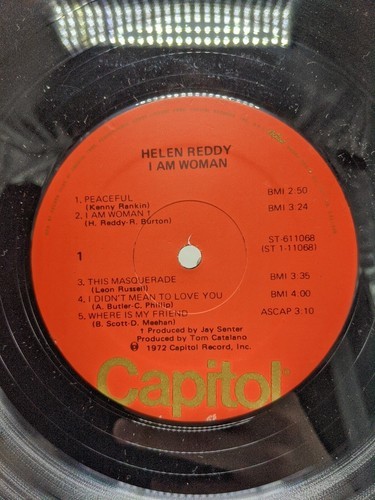 HELEN REDDY
I AM WOMAN
1. PEACEFUL BMI 2:50
(Kenny Rankin)
2. I AM WOMAN † BMI 3:24
(H. Reddy-R. Burton)
1
ST-611068
(ST 1-11068)
3. THIS MASQUERADE BMI 3:35
(Leon Russell)
4. I DIDN'T MEAN TO LOVE YOU BMI 4:00
(A. Butler-C. Phillip)
5. WHERE IS MY FRIEND ASCAP 3:10
(B. Scott-D. Meehan)
† Produced by Jay Senter
Produced by Tom Catalano
℗ 1972 Capitol Record, Inc.
Capitol®